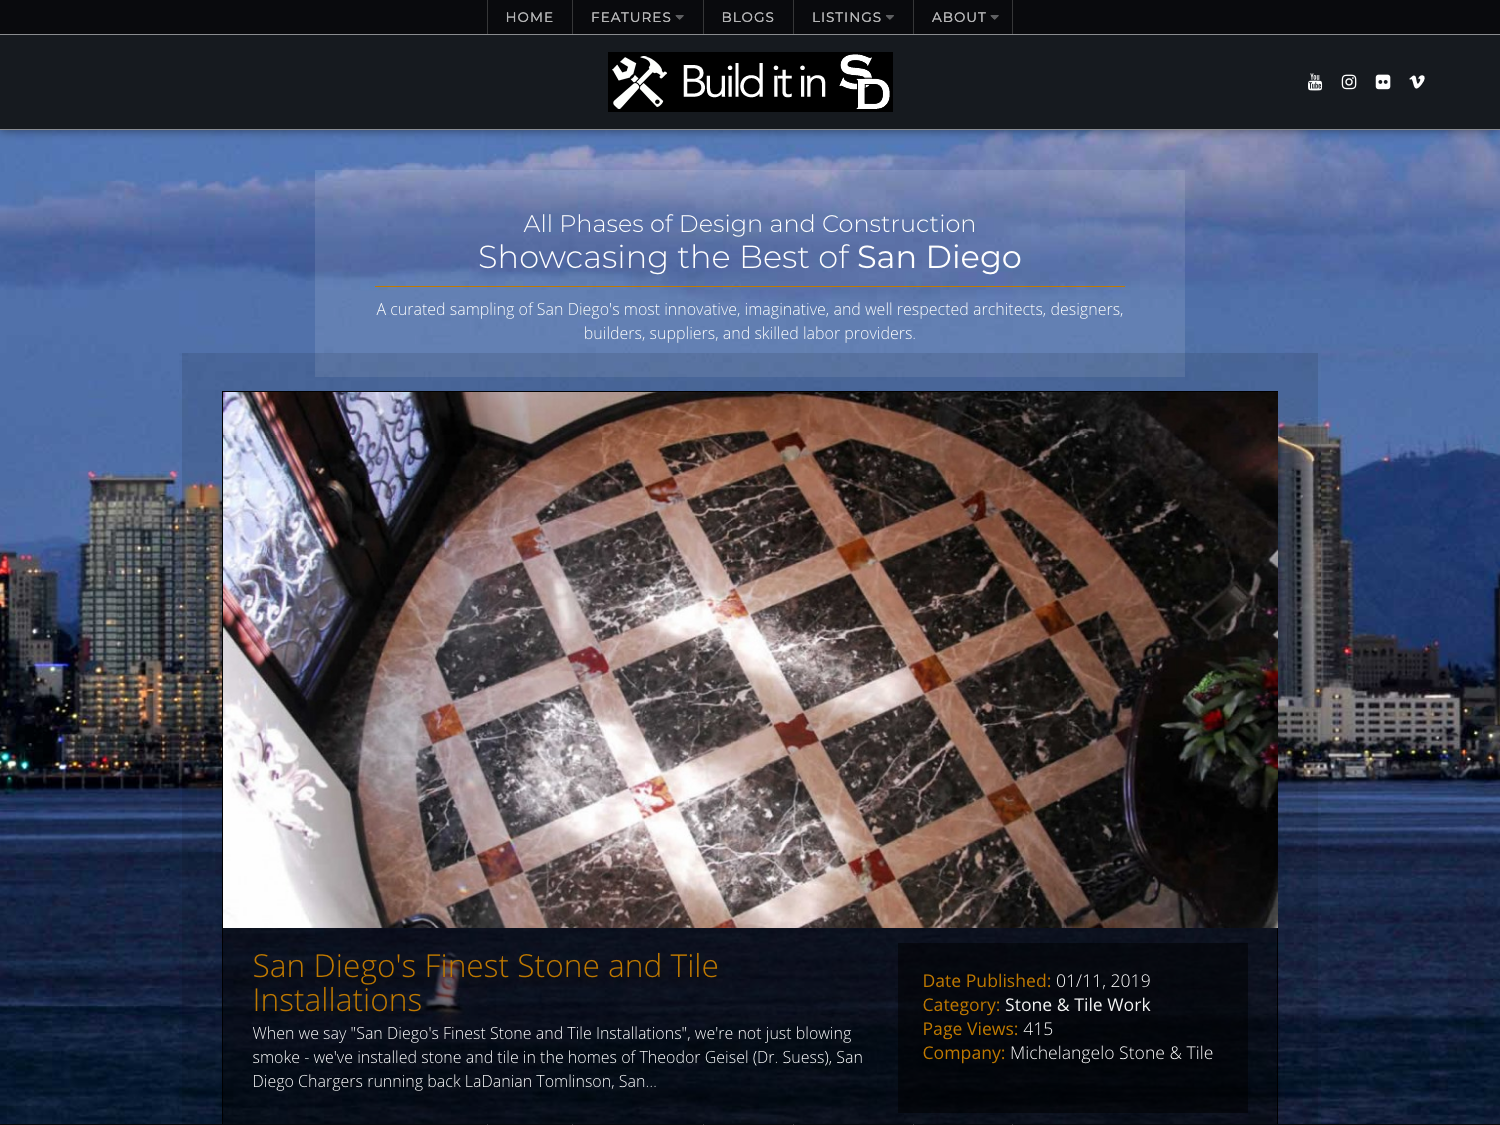 HOME FEATURES BLOGS LISTINGS ABOUT
Build it in SD
You Tube
All Phases of Design and Construction
Showcasing the Best of San Diego
A curated sampling of San Diego's most innovative, imaginative, and well respected architects, designers,
builders, suppliers, and skilled labor providers.
San Diego's Finest Stone and Tile
Installations
When we say "San Diego's Finest Stone and Tile Installations", we're not just blowing
smoke - we've installed stone and tile in the homes of Theodor Geisel (Dr. Suess), San
Diego Chargers running back LaDanian Tomlinson, San...
Date Published: 01/11, 2019
Category: Stone & Tile Work
Page Views: 415
Company: Michelangelo Stone & Tile